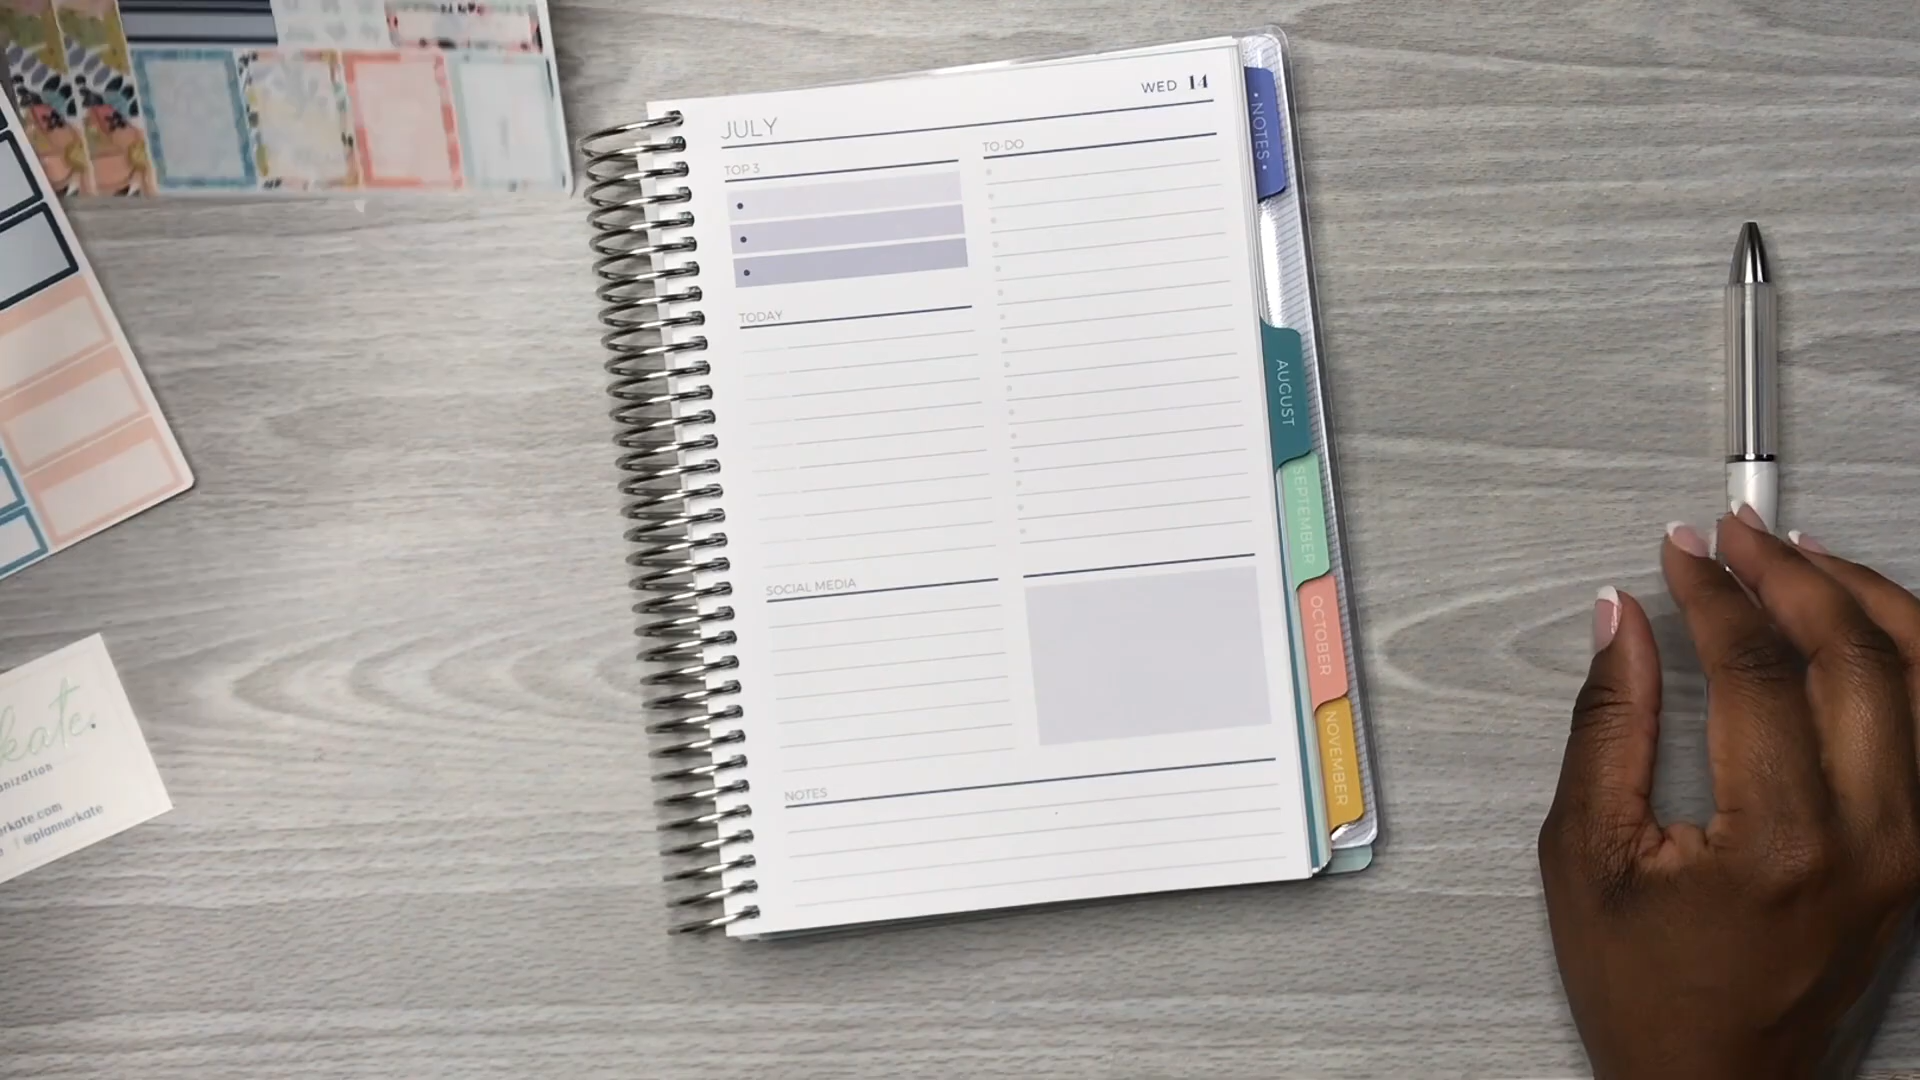 JULY
WED 14
TOP 3
TO-DO
TODAY
SOCIAL MEDIA
NOTES
• NOTES •
AUGUST
SEPTEMBER
OCTOBER
NOVEMBER
kate.
@plannerkate